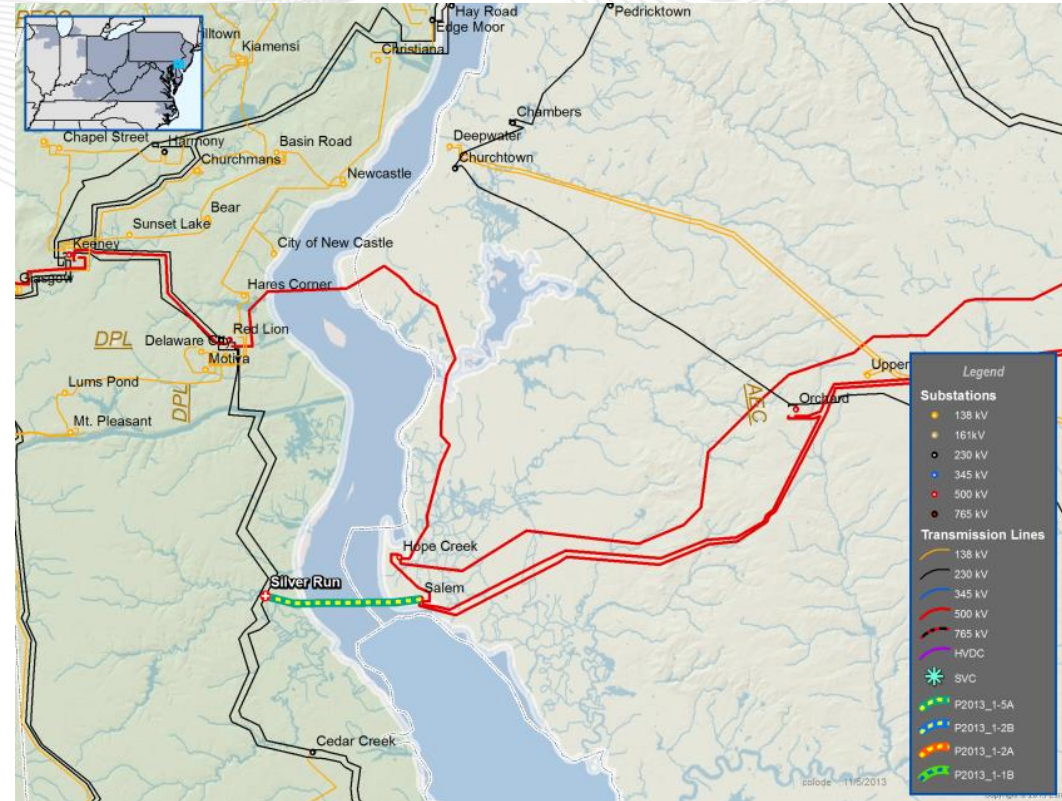 Hay Road
Pedricktown
Edge Moor
Kiamensi
Christiana
Chambers
Chapel Street
Harmony
Basin Road
Deepwater
Churchmans
Churchtown
Newcastle
Bear
Sunset Lake
Keeney
City of New Castle
Glasgow
Hares Corner
Red Lion
DPL
Delaware City
Motiva
Lums Pond
DPL
Mt. Pleasant
AEC
Upper
Orchard
Hope Creek
Salem
Silver Run
Cedar Creek
Legend
Substations
138 kV
161kV
230 kV
345 kV
500 kV
765 kV
Transmission Lines
138 kV
230 kV
345 kV
500 kV
765 kV
HVDC
SVC
P2013_1-5A
P2013_1-2B
P2013_1-2A
P2013_1-1B
colode 11/5/2013